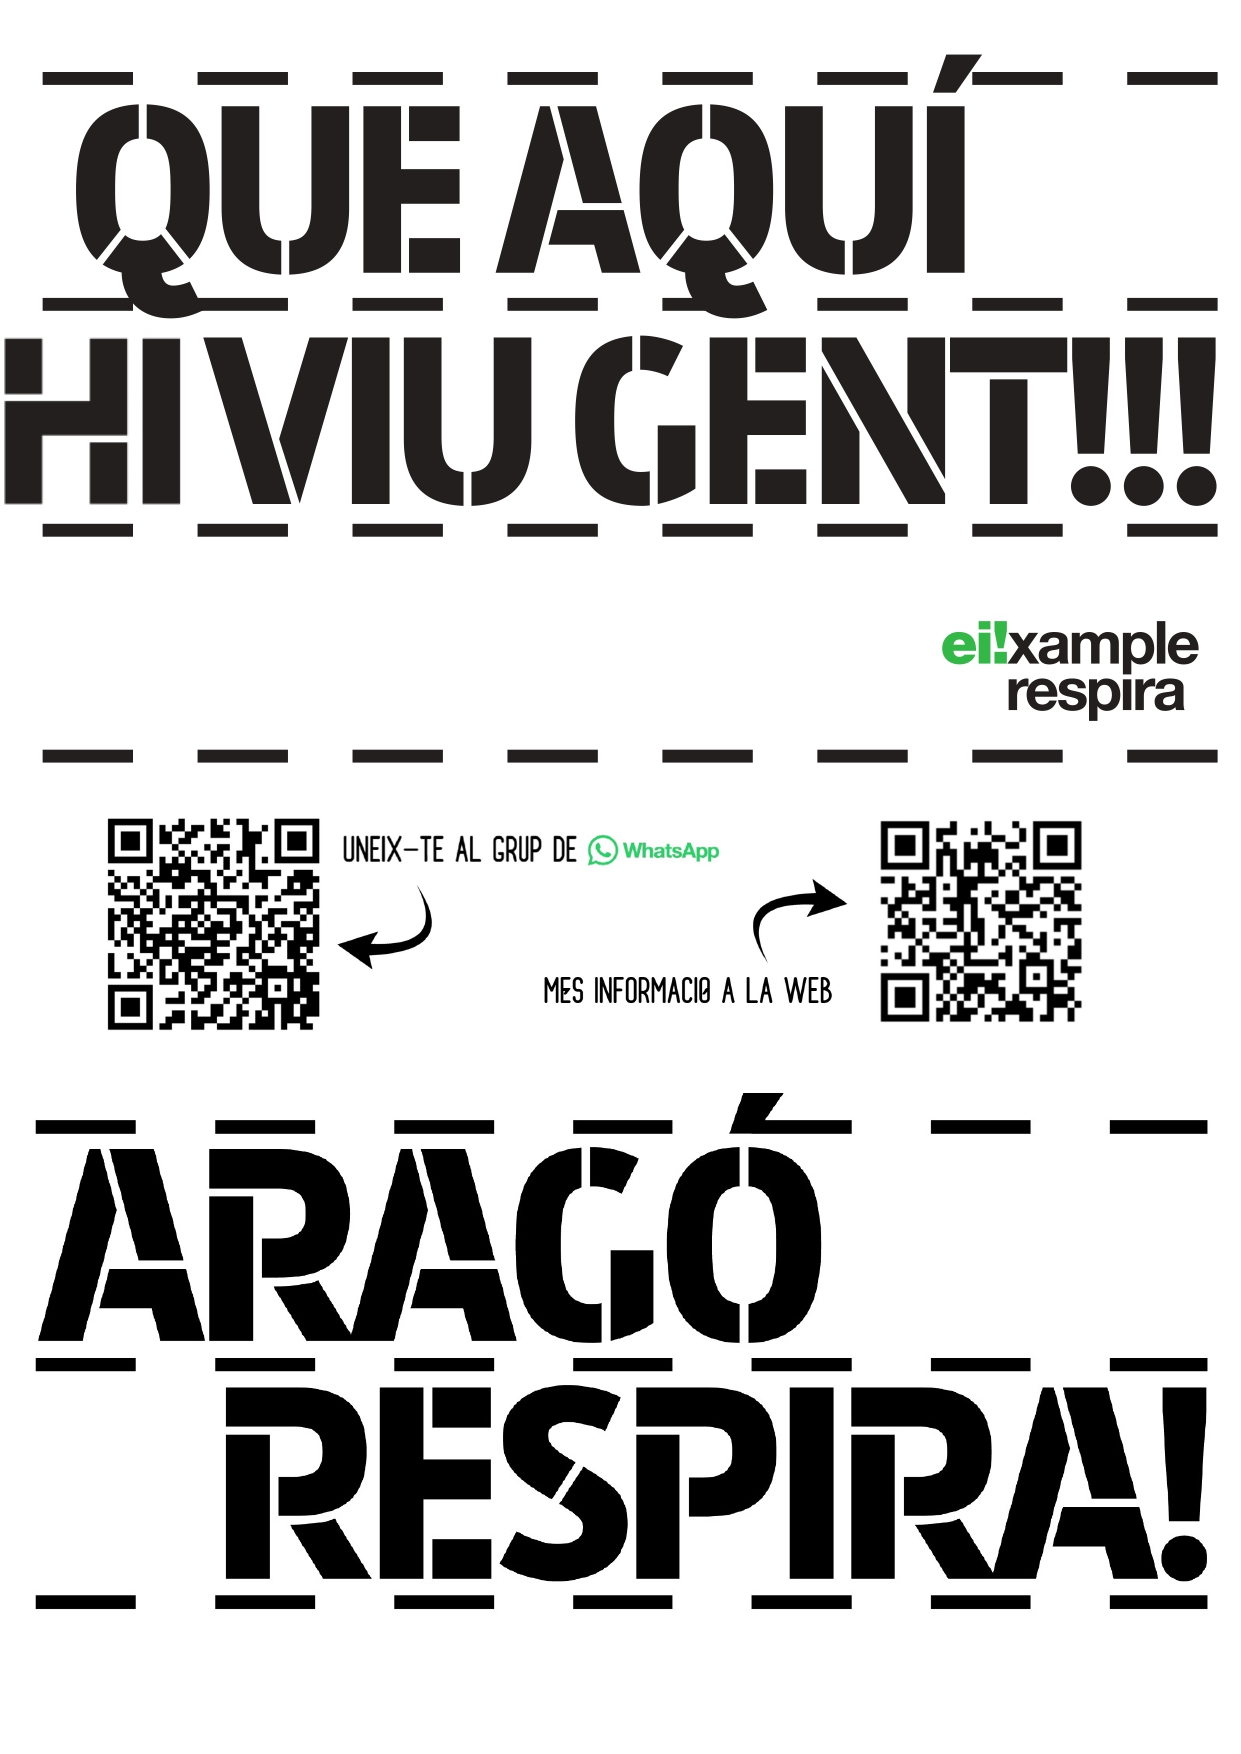 QUE AQUÍ
HI VIU GENT!!!
ei!xample
respira
UNEIX-TE AL GRUP DE WhatsApp
MES INFORMACIÓ A LA WEB
ARAGÓ
RESPIRA!